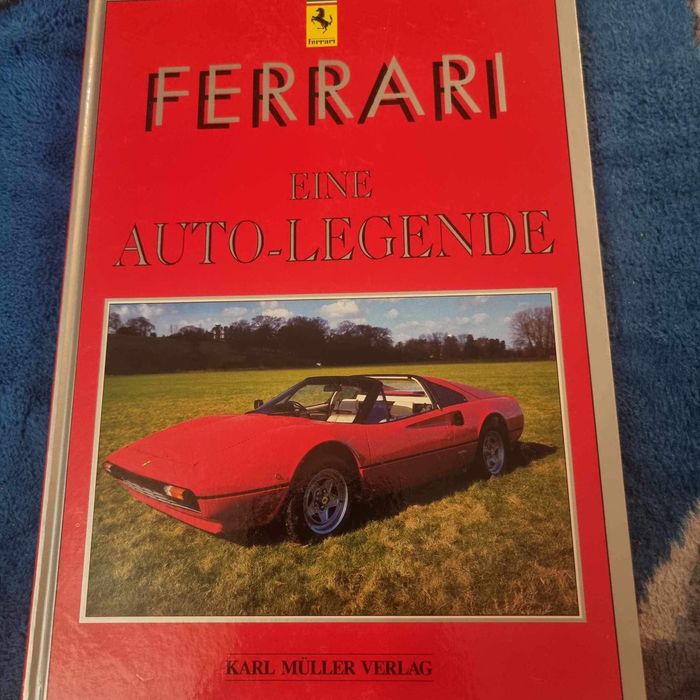 Ferrari
FERRARI
EINE
AUTO-LEGENDE
KARL MÜLLER VERLAG